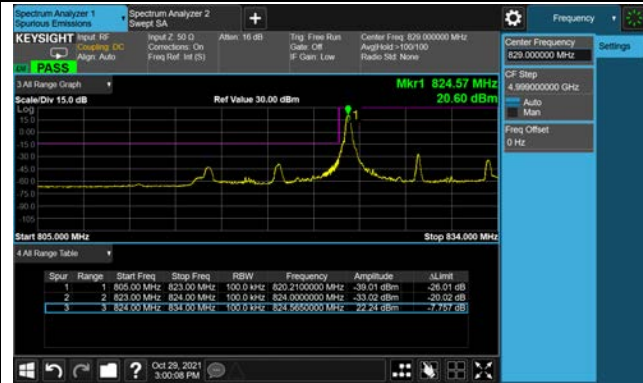 Spectrum Analyzer 1
Spurious Emissions
Spectrum Analyzer 2
Swept SA
+
Frequency
KEYSIGHT
Input: RF
Coupling: DC
Align: Auto
Input Z: 50 Ω
Corrections: On
Freq Ref: Int (S)
Atten: 16 dB
Trig: Free Run
Gate: Off
IF Gain: Low
Center Freq: 829.000000 MHz
Avg|Hold:>100/100
Radio Std: None
PASS
Center Frequency
829.000000 MHz
Settings
CF Step
4.999000000 GHz
Auto
Man
Freq Offset
0 Hz
3 All Range Graph
Mkr1 824.57 MHz
Scale/Div 15.0 dB
Ref Value 30.00 dBm
20.60 dBm
Log
15.0
0.00
-15.0
-30.0
-45.0
-60.0
-75.0
-90.0
-105
1
Start 805.000 MHz
Stop 834.000 MHz
4 All Range Table
Spur Range Start Freq Stop Freq RBW Frequency Amplitude ΔLimit
1 1 805.00 MHz 823.00 MHz 100.0 kHz 820.2100000 MHz -39.01 dBm -26.01 dB
2 2 823.00 MHz 824.00 MHz 100.0 kHz 824.0000000 MHz -33.02 dBm -20.02 dB
3 3 824.00 MHz 834.00 MHz 100.0 kHz 824.5650000 MHz 22.24 dBm -7.757 dB
?
Oct 29, 2021
3:00:08 PM